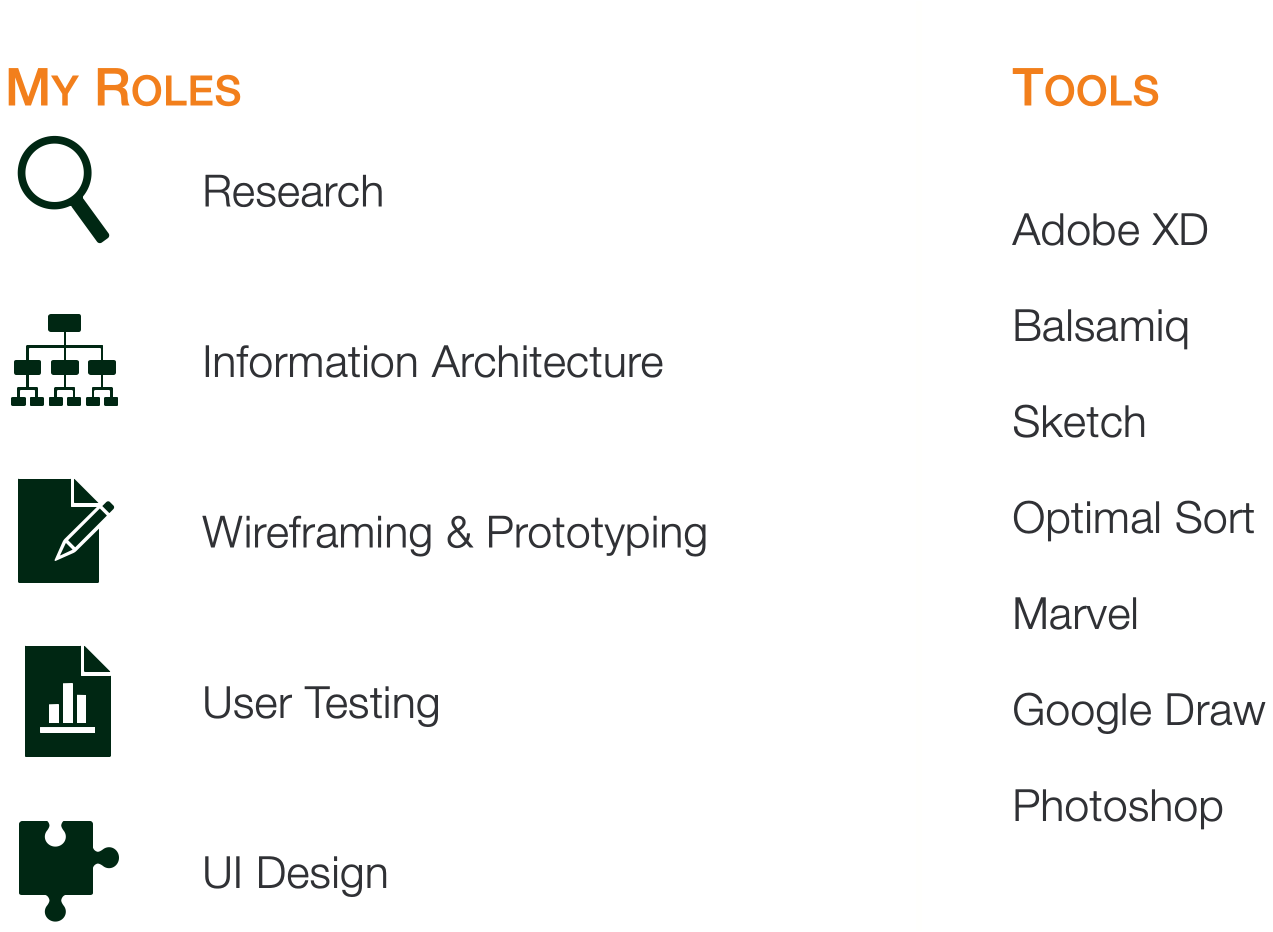 My Roles
Research
Information Architecture
Wireframing & Prototyping
User Testing
UI Design
Tools
Adobe XD
Balsamiq
Sketch
Optimal Sort
Marvel
Google Draw
Photoshop